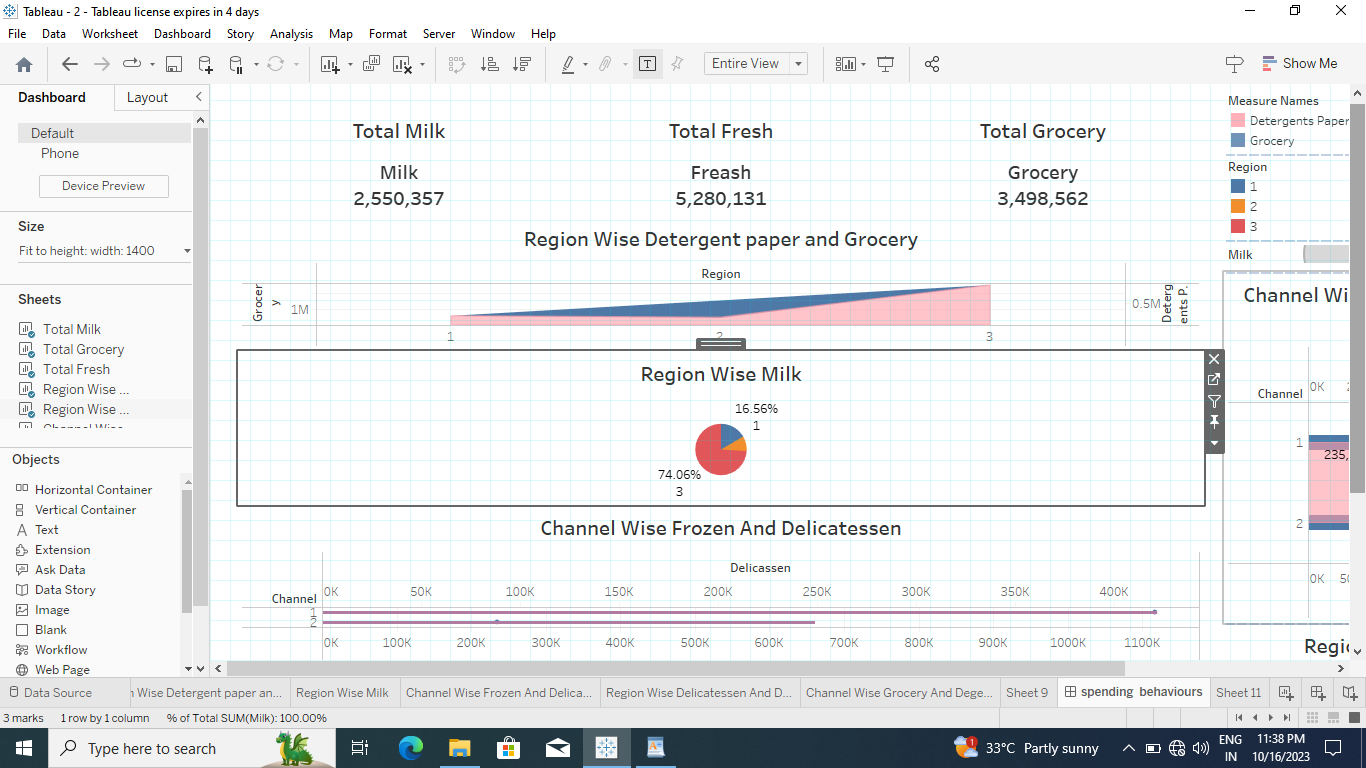 Tableau - 2 - Tableau license expires in 4 days
File Data Worksheet Dashboard Story Analysis Map Format Server Window Help
Entire View
Show Me
Dashboard Layout
Default
Phone
Device Preview
Size
Fit to height: width: 1400
Sheets
Total Milk
Total Grocery
Total Fresh
Region Wise ...
Region Wise ...
Objects
Horizontal Container
Vertical Container
Text
Extension
Ask Data
Data Story
Image
Blank
Workflow
Web Page
Total Milk
Milk
2,550,357
Total Fresh
Freash
5,280,131
Total Grocery
Grocery
3,498,562
Region Wise Detergent paper and Grocery
Region
Grocer
y
1M
0.5M
Deterg
ents P.
1 2 3
Region Wise Milk
16.56%
1
74.06%
3
Channel Wise Frozen And Delicatessen
Delicassen
0K 50K 100K 150K 200K 250K 300K 350K 400K
Channel
1
2
0K 100K 200K 300K 400K 500K 600K 700K 800K 900K 1000K 1100K
Measure Names
Detergents Paper
Grocery
Region
1
2
3
Milk
Channel Wi
0K
Channel
1
235,
2
0K 50
Regi
Data Source
n Wise Detergent paper an...
Region Wise Milk
Channel Wise Frozen And Delica...
Region Wise Delicatessen And D...
Channel Wise Grocery And Dege...
Sheet 9
spending behaviours
Sheet 11
3 marks 1 row by 1 column % of Total SUM(Milk): 100.00%
Type here to search
1
33°C Partly sunny
ENG
IN
11:38 PM
10/16/2023